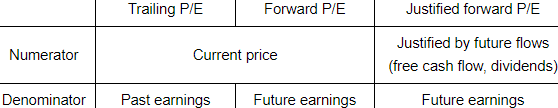 Trailing P/E Forward P/E Justified forward P/E
Numerator Current price Justified by future flows
(free cash flow, dividends)
Denominator Past earnings Future earnings Future earnings